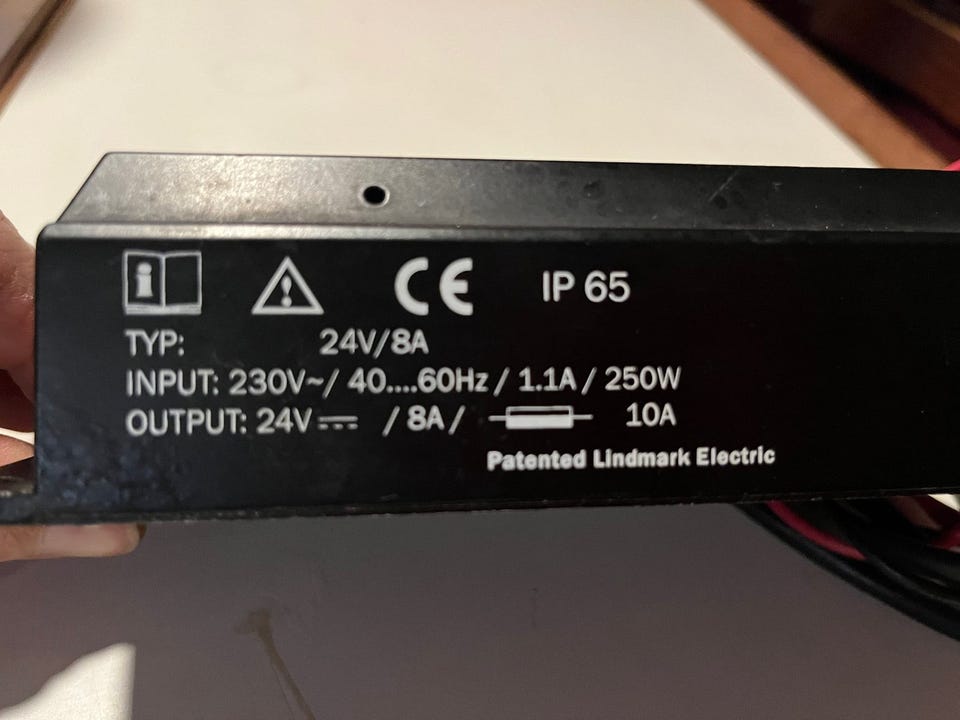 i CE IP 65
TYP: 24V/8A
INPUT: 230V~/ 40....60Hz / 1.1A / 250W
OUTPUT: 24V⎓ / 8A / 10A
Patented Lindmark Electric